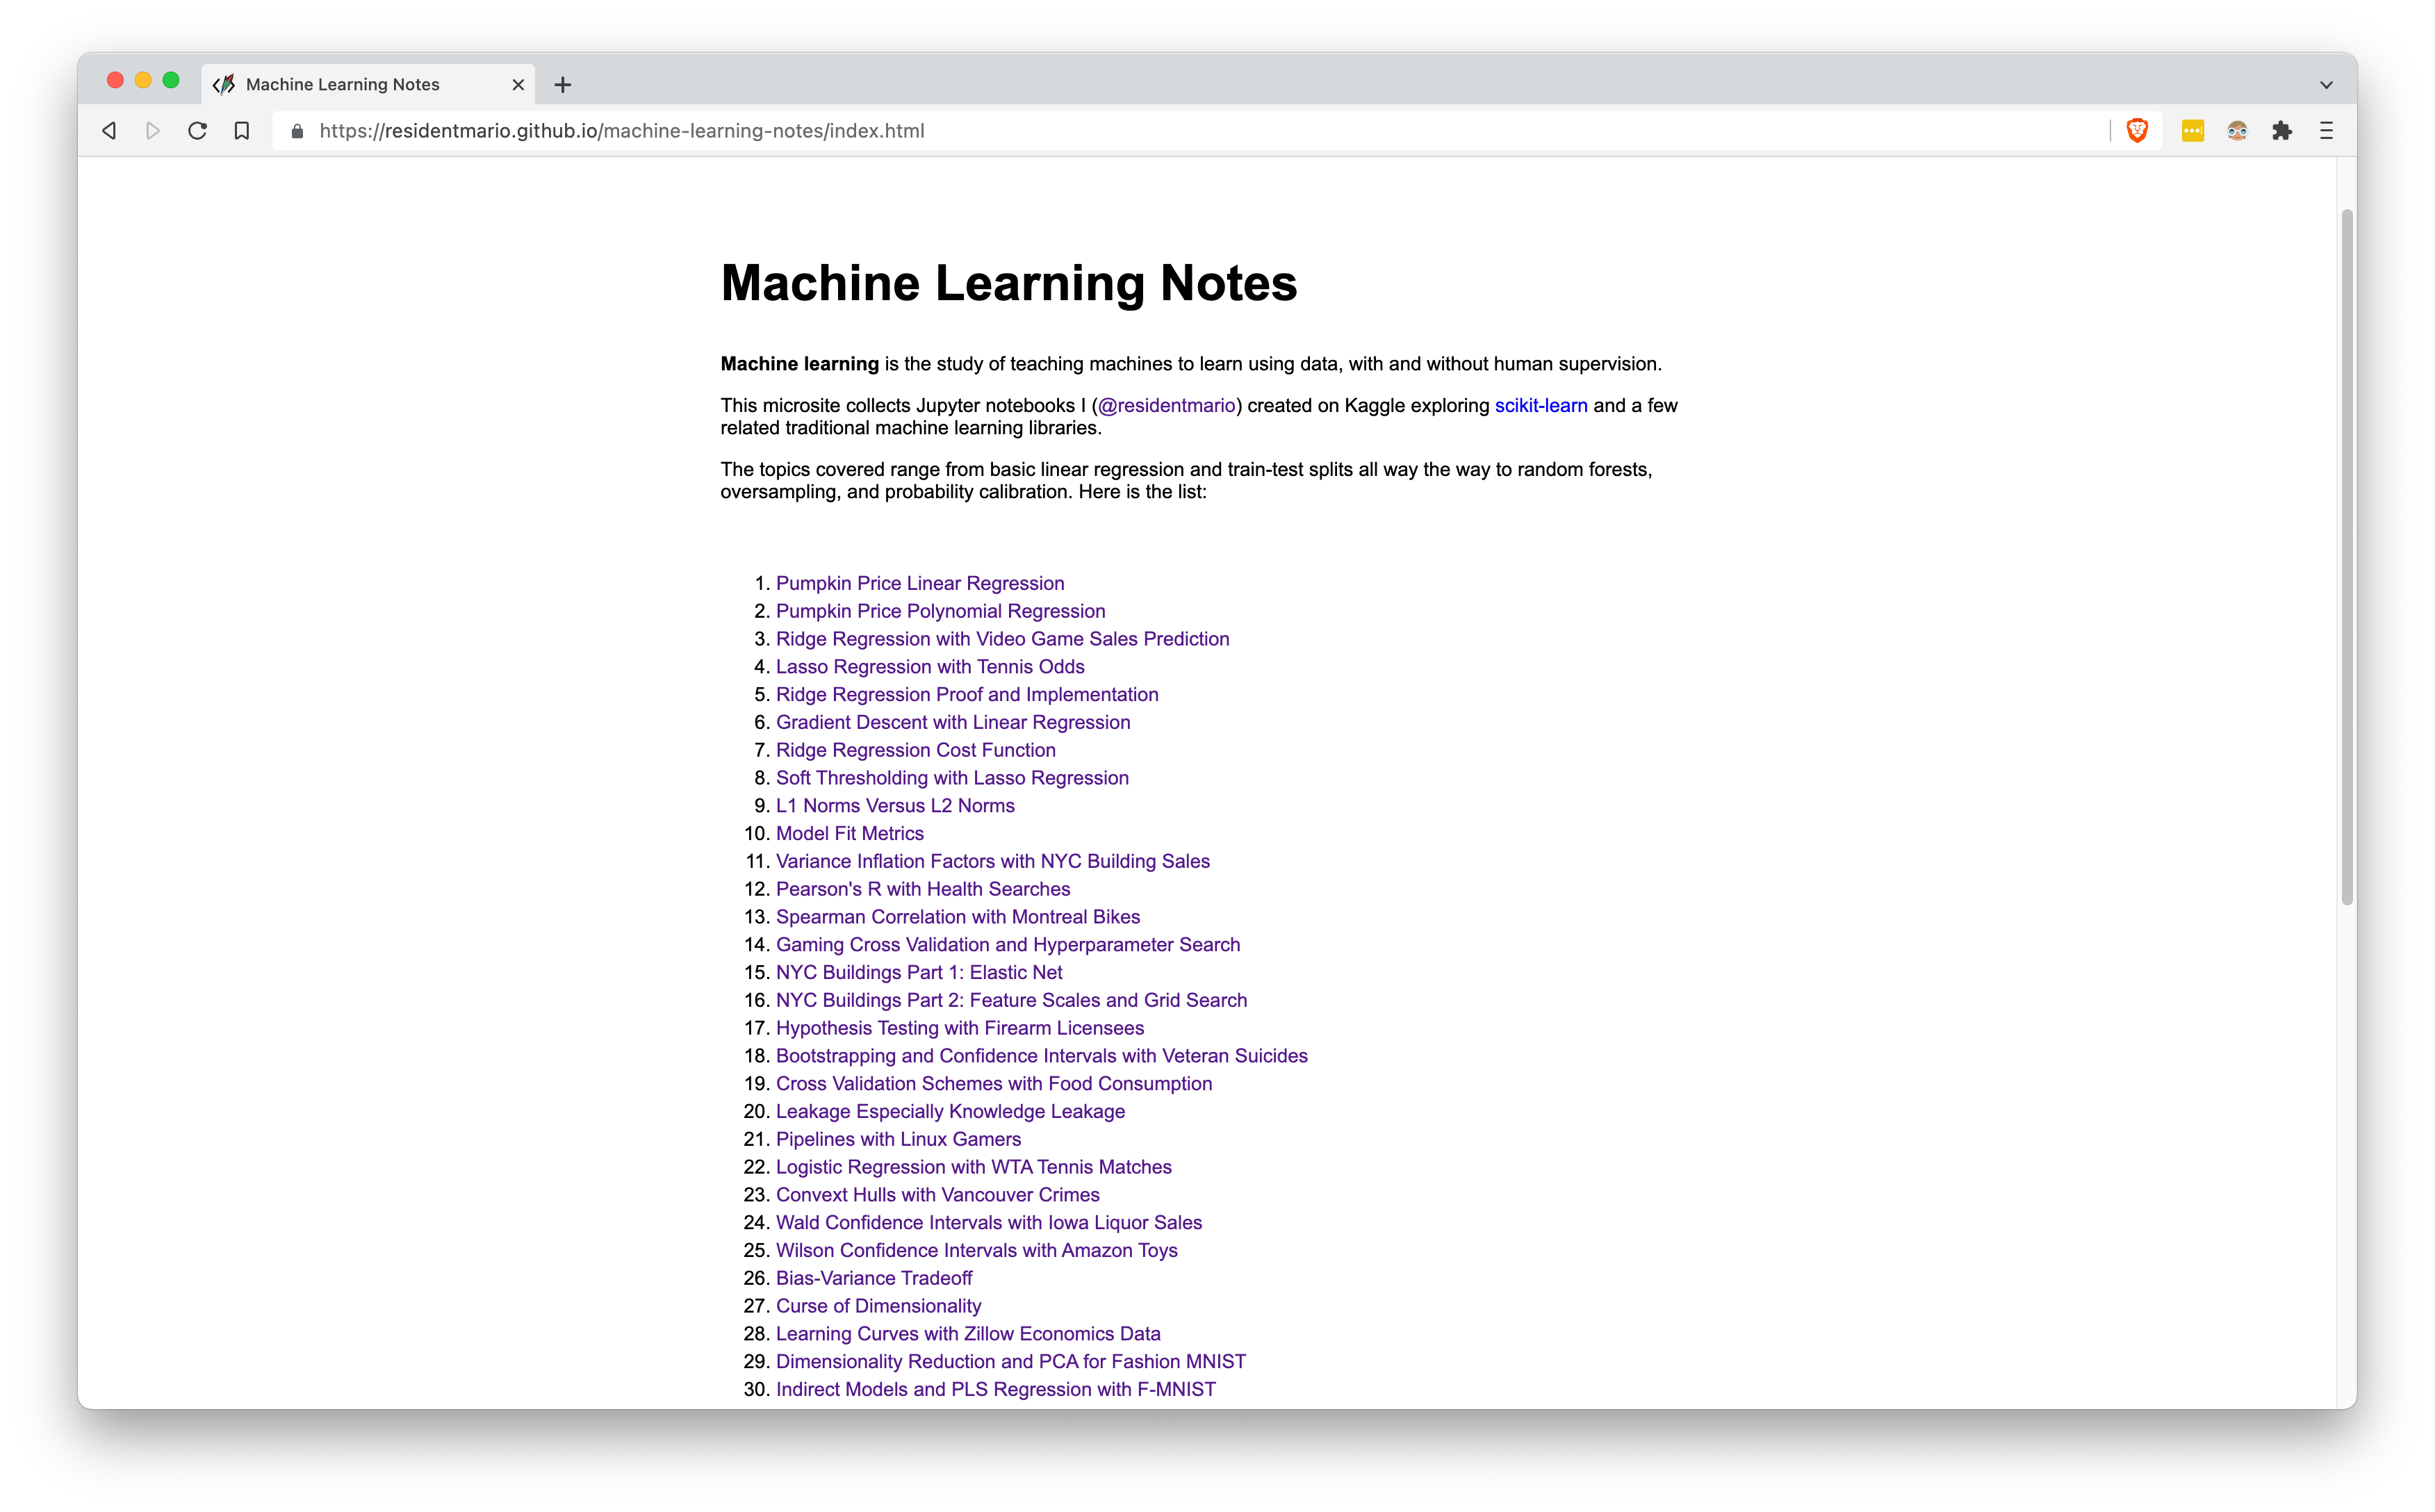 Machine Learning Notes
https://residentmario.github.io/machine-learning-notes/index.html
Machine Learning Notes
Machine learning is the study of teaching machines to learn using data, with and without human supervision.
This microsite collects Jupyter notebooks I (@residentmario) created on Kaggle exploring scikit-learn and a few
related traditional machine learning libraries.
The topics covered range from basic linear regression and train-test splits all way the way to random forests,
oversampling, and probability calibration. Here is the list:
1. Pumpkin Price Linear Regression
2. Pumpkin Price Polynomial Regression
3. Ridge Regression with Video Game Sales Prediction
4. Lasso Regression with Tennis Odds
5. Ridge Regression Proof and Implementation
6. Gradient Descent with Linear Regression
7. Ridge Regression Cost Function
8. Soft Thresholding with Lasso Regression
9. L1 Norms Versus L2 Norms
10. Model Fit Metrics
11. Variance Inflation Factors with NYC Building Sales
12. Pearson's R with Health Searches
13. Spearman Correlation with Montreal Bikes
14. Gaming Cross Validation and Hyperparameter Search
15. NYC Buildings Part 1: Elastic Net
16. NYC Buildings Part 2: Feature Scales and Grid Search
17. Hypothesis Testing with Firearm Licensees
18. Bootstrapping and Confidence Intervals with Veteran Suicides
19. Cross Validation Schemes with Food Consumption
20. Leakage Especially Knowledge Leakage
21. Pipelines with Linux Gamers
22. Logistic Regression with WTA Tennis Matches
23. Convext Hulls with Vancouver Crimes
24. Wald Confidence Intervals with Iowa Liquor Sales
25. Wilson Confidence Intervals with Amazon Toys
26. Bias-Variance Tradeoff
27. Curse of Dimensionality
28. Learning Curves with Zillow Economics Data
29. Dimensionality Reduction and PCA for Fashion MNIST
30. Indirect Models and PLS Regression with F-MNIST